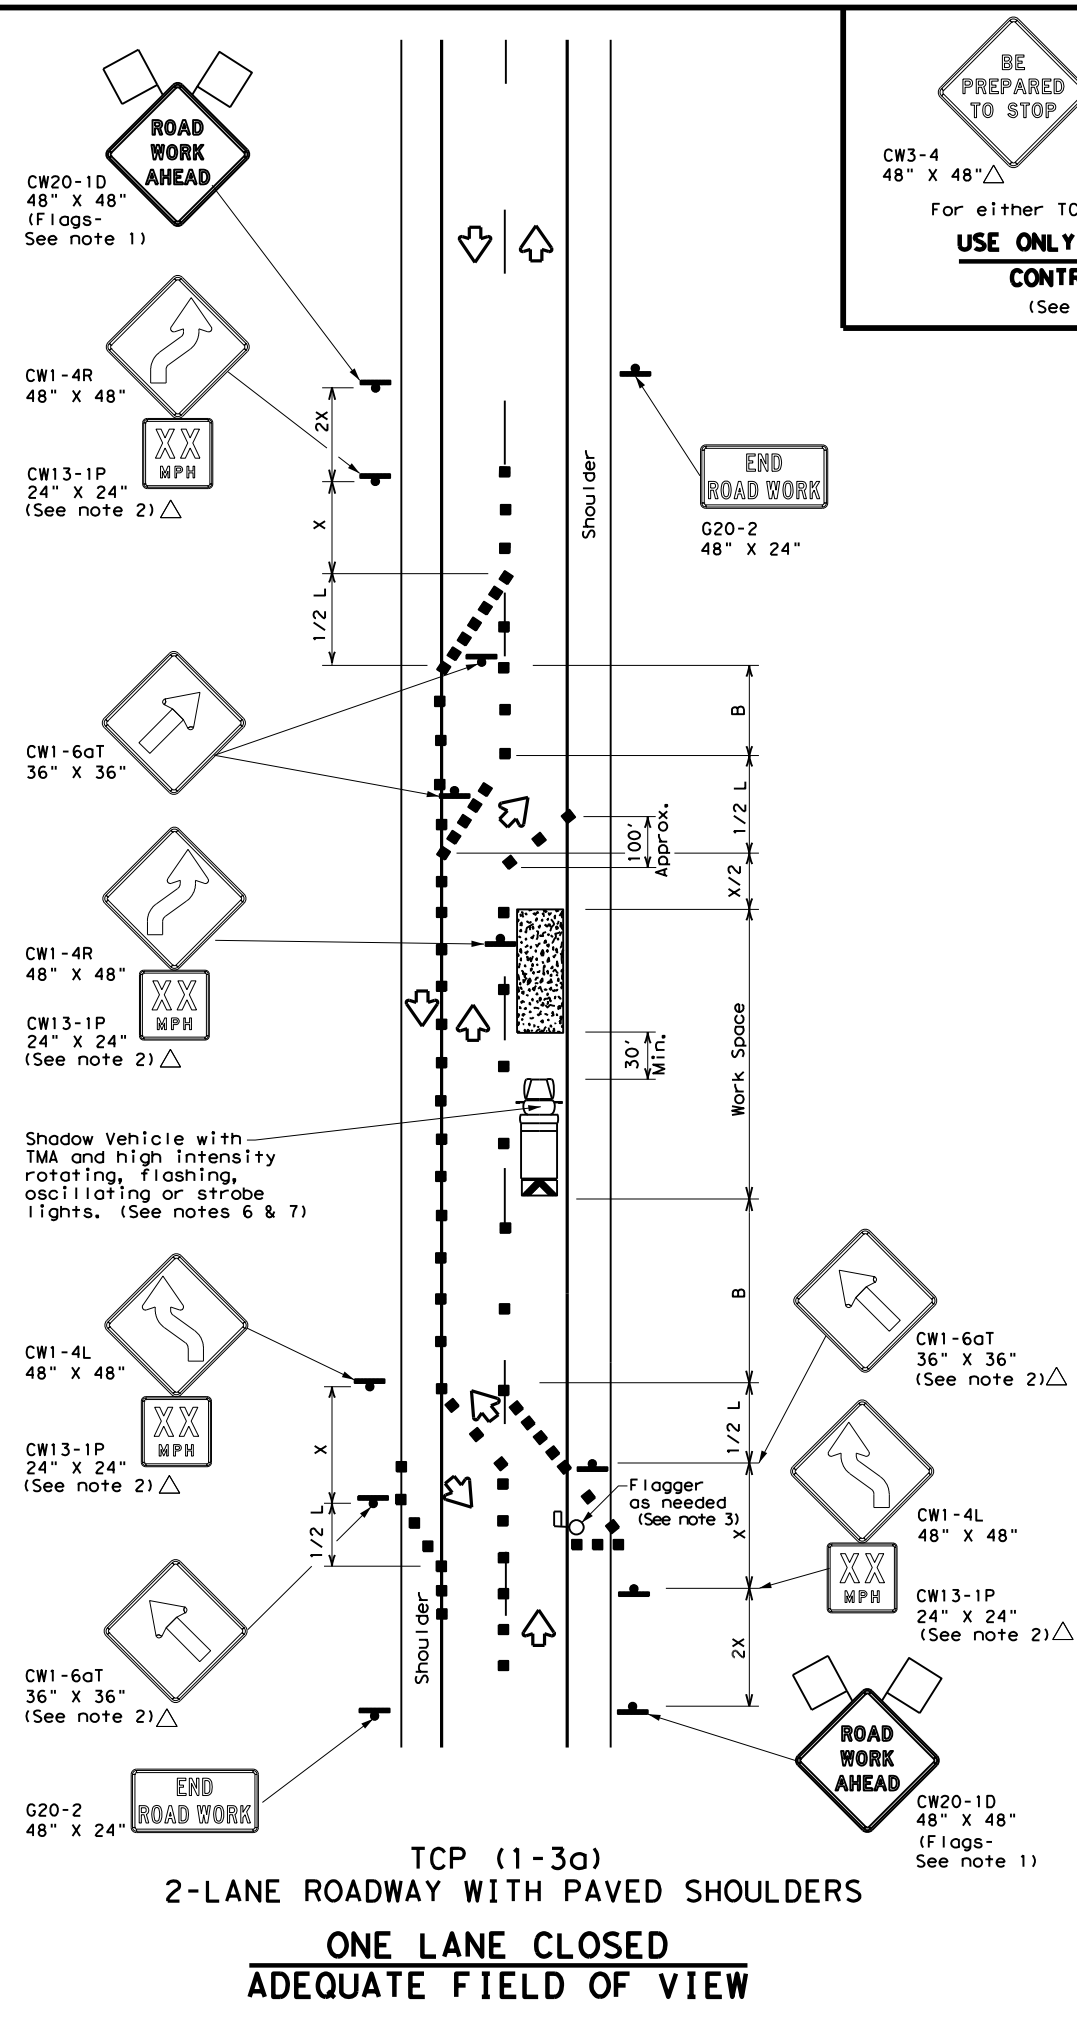 BE
PREPARED
TO STOP
CW3-4
48" X 48"
For either TC
USE ONLY
CONTR
(See
ROAD
WORK
AHEAD
CW20-1D
48" X 48"
(Flags-
See note 1)
CW1-4R
48" X 48"
XX
MPH
CW13-1P
24" X 24"
(See note 2)
2X
X
1/2 L
Shoulder
END
ROAD WORK
G20-2
48" X 24"
CW1-6aT
36" X 36"
B
1/2 L
100'
Approx.
X/2
CW1-4R
48" X 48"
XX
MPH
CW13-1P
24" X 24"
(See note 2)
30'
Min.
Work Space
Shadow Vehicle with
TMA and high intensity
rotating, flashing,
oscillating or strobe
lights. (See notes 6 & 7)
B
CW1-4L
48" X 48"
XX
MPH
CW13-1P
24" X 24"
(See note 2)
X
1/2 L
CW1-6aT
36" X 36"
(See note 2)
1/2 L
Flagger
as needed
(See note 3)
X
CW1-4L
48" X 48"
XX
MPH
CW13-1P
24" X 24"
(See note 2)
2X
Shoulder
CW1-6aT
36" X 36"
(See note 2)
ROAD
WORK
AHEAD
CW20-1D
48" X 48"
(Flags-
See note 1)
END
ROAD WORK
G20-2
48" X 24"
TCP (1-3a)
2-LANE ROADWAY WITH PAVED SHOULDERS
ONE LANE CLOSED
ADEQUATE FIELD OF VIEW